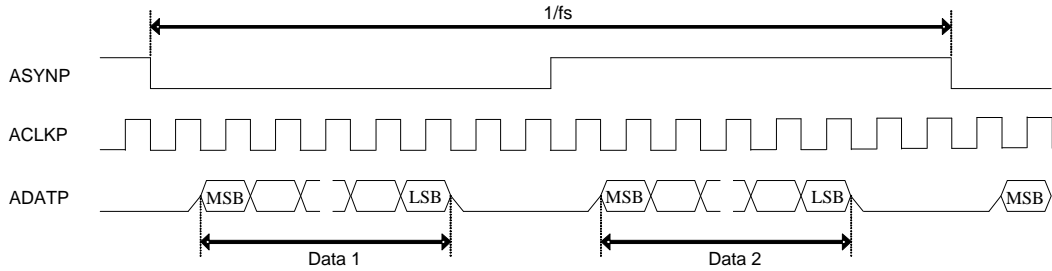 1/fs
ASYNP
ACLKP
ADATP MSB LSB MSB LSB MSB
Data 1 Data 2